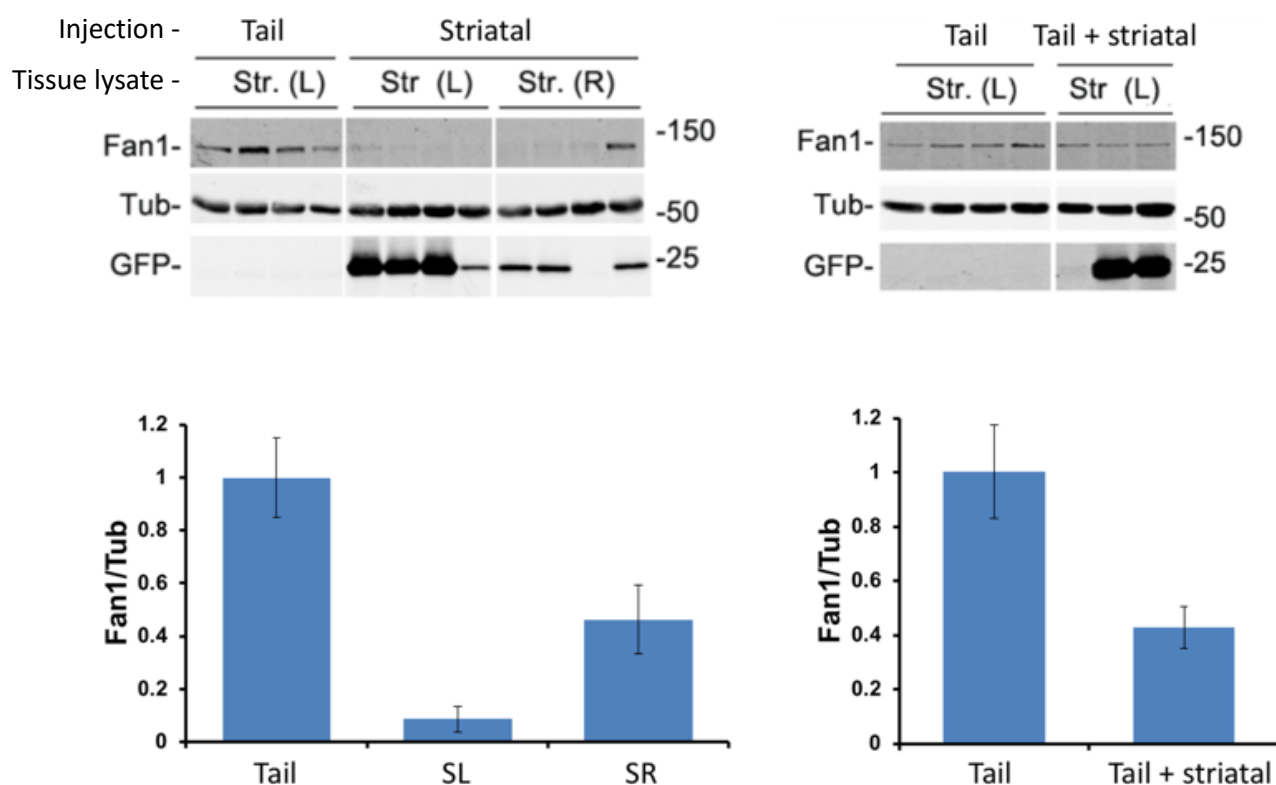 Injection - Tail Striatal
Tissue lysate - Str. (L) Str (L) Str. (R)
Fan1- -150
Tub- -50
GFP- -25
Tail Tail + striatal
Str. (L) Str (L)
Fan1- -150
Tub- -50
GFP- -25
1.2
1
0.8
0.6
0.4
0.2
0
Fan1/Tub
Tail SL SR
1.2
1
0.8
0.6
0.4
0.2
0
Fan1/Tub
Tail Tail + striatal